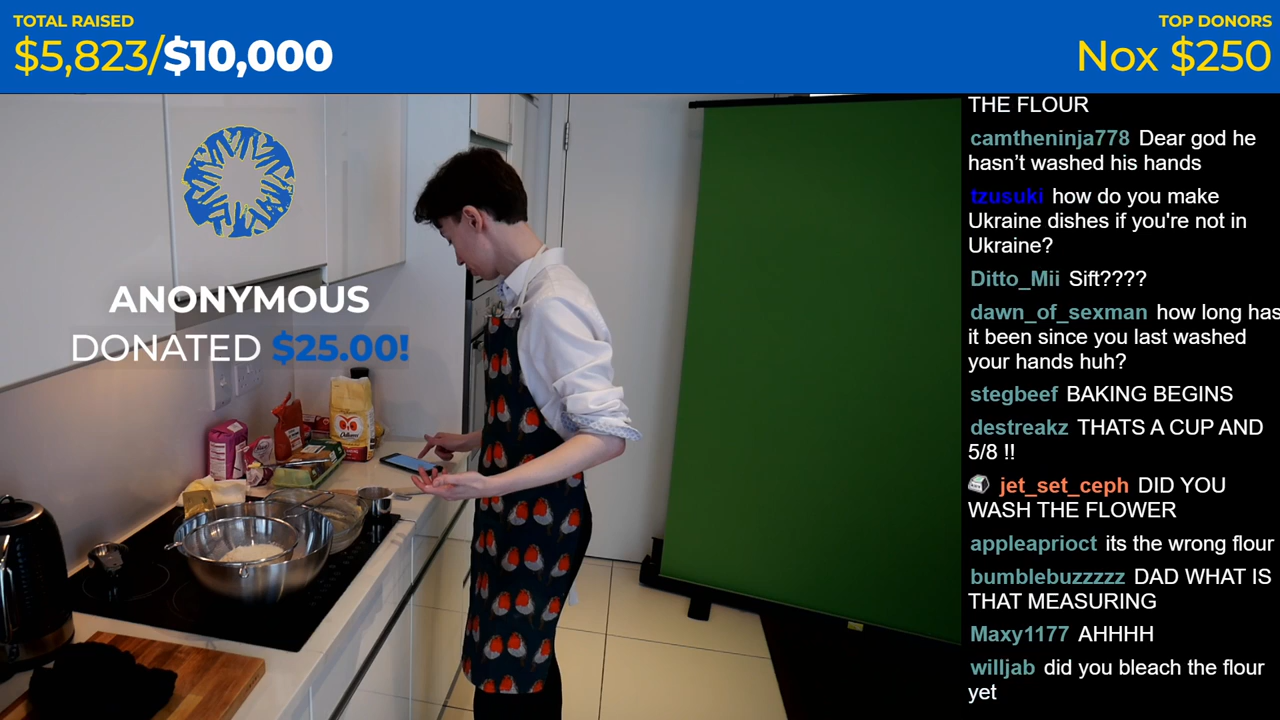 TOTAL RAISED
$5,823/$10,000
TOP DONORS
Nox $250
ANONYMOUS
DONATED $25.00!
THE FLOUR
camtheninja778 Dear god he
hasn't washed his hands
tzusuki how do you make
Ukraine dishes if you're not in
Ukraine?
Ditto_Mii Sift????
dawn_of_sexman how long has
it been since you last washed
your hands huh?
stegbeef BAKING BEGINS
destreakz THATS A CUP AND
5/8 !!
jet_set_ceph DID YOU
WASH THE FLOWER
appleaprioct its the wrong flour
bumblebuzzzzz DAD WHAT IS
THAT MEASURING
Maxy1177 AHHHH
willjab did you bleach the flour
yet